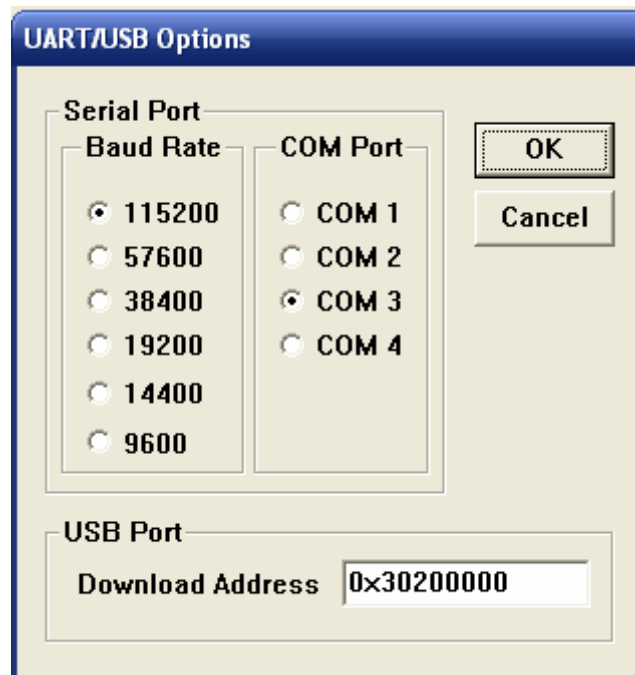 UART/USB Options
Serial Port
Baud Rate
115200
57600
38400
19200
14400
9600
COM Port
COM 1
COM 2
COM 3
COM 4
OK
Cancel
USB Port
Download Address 0x30200000